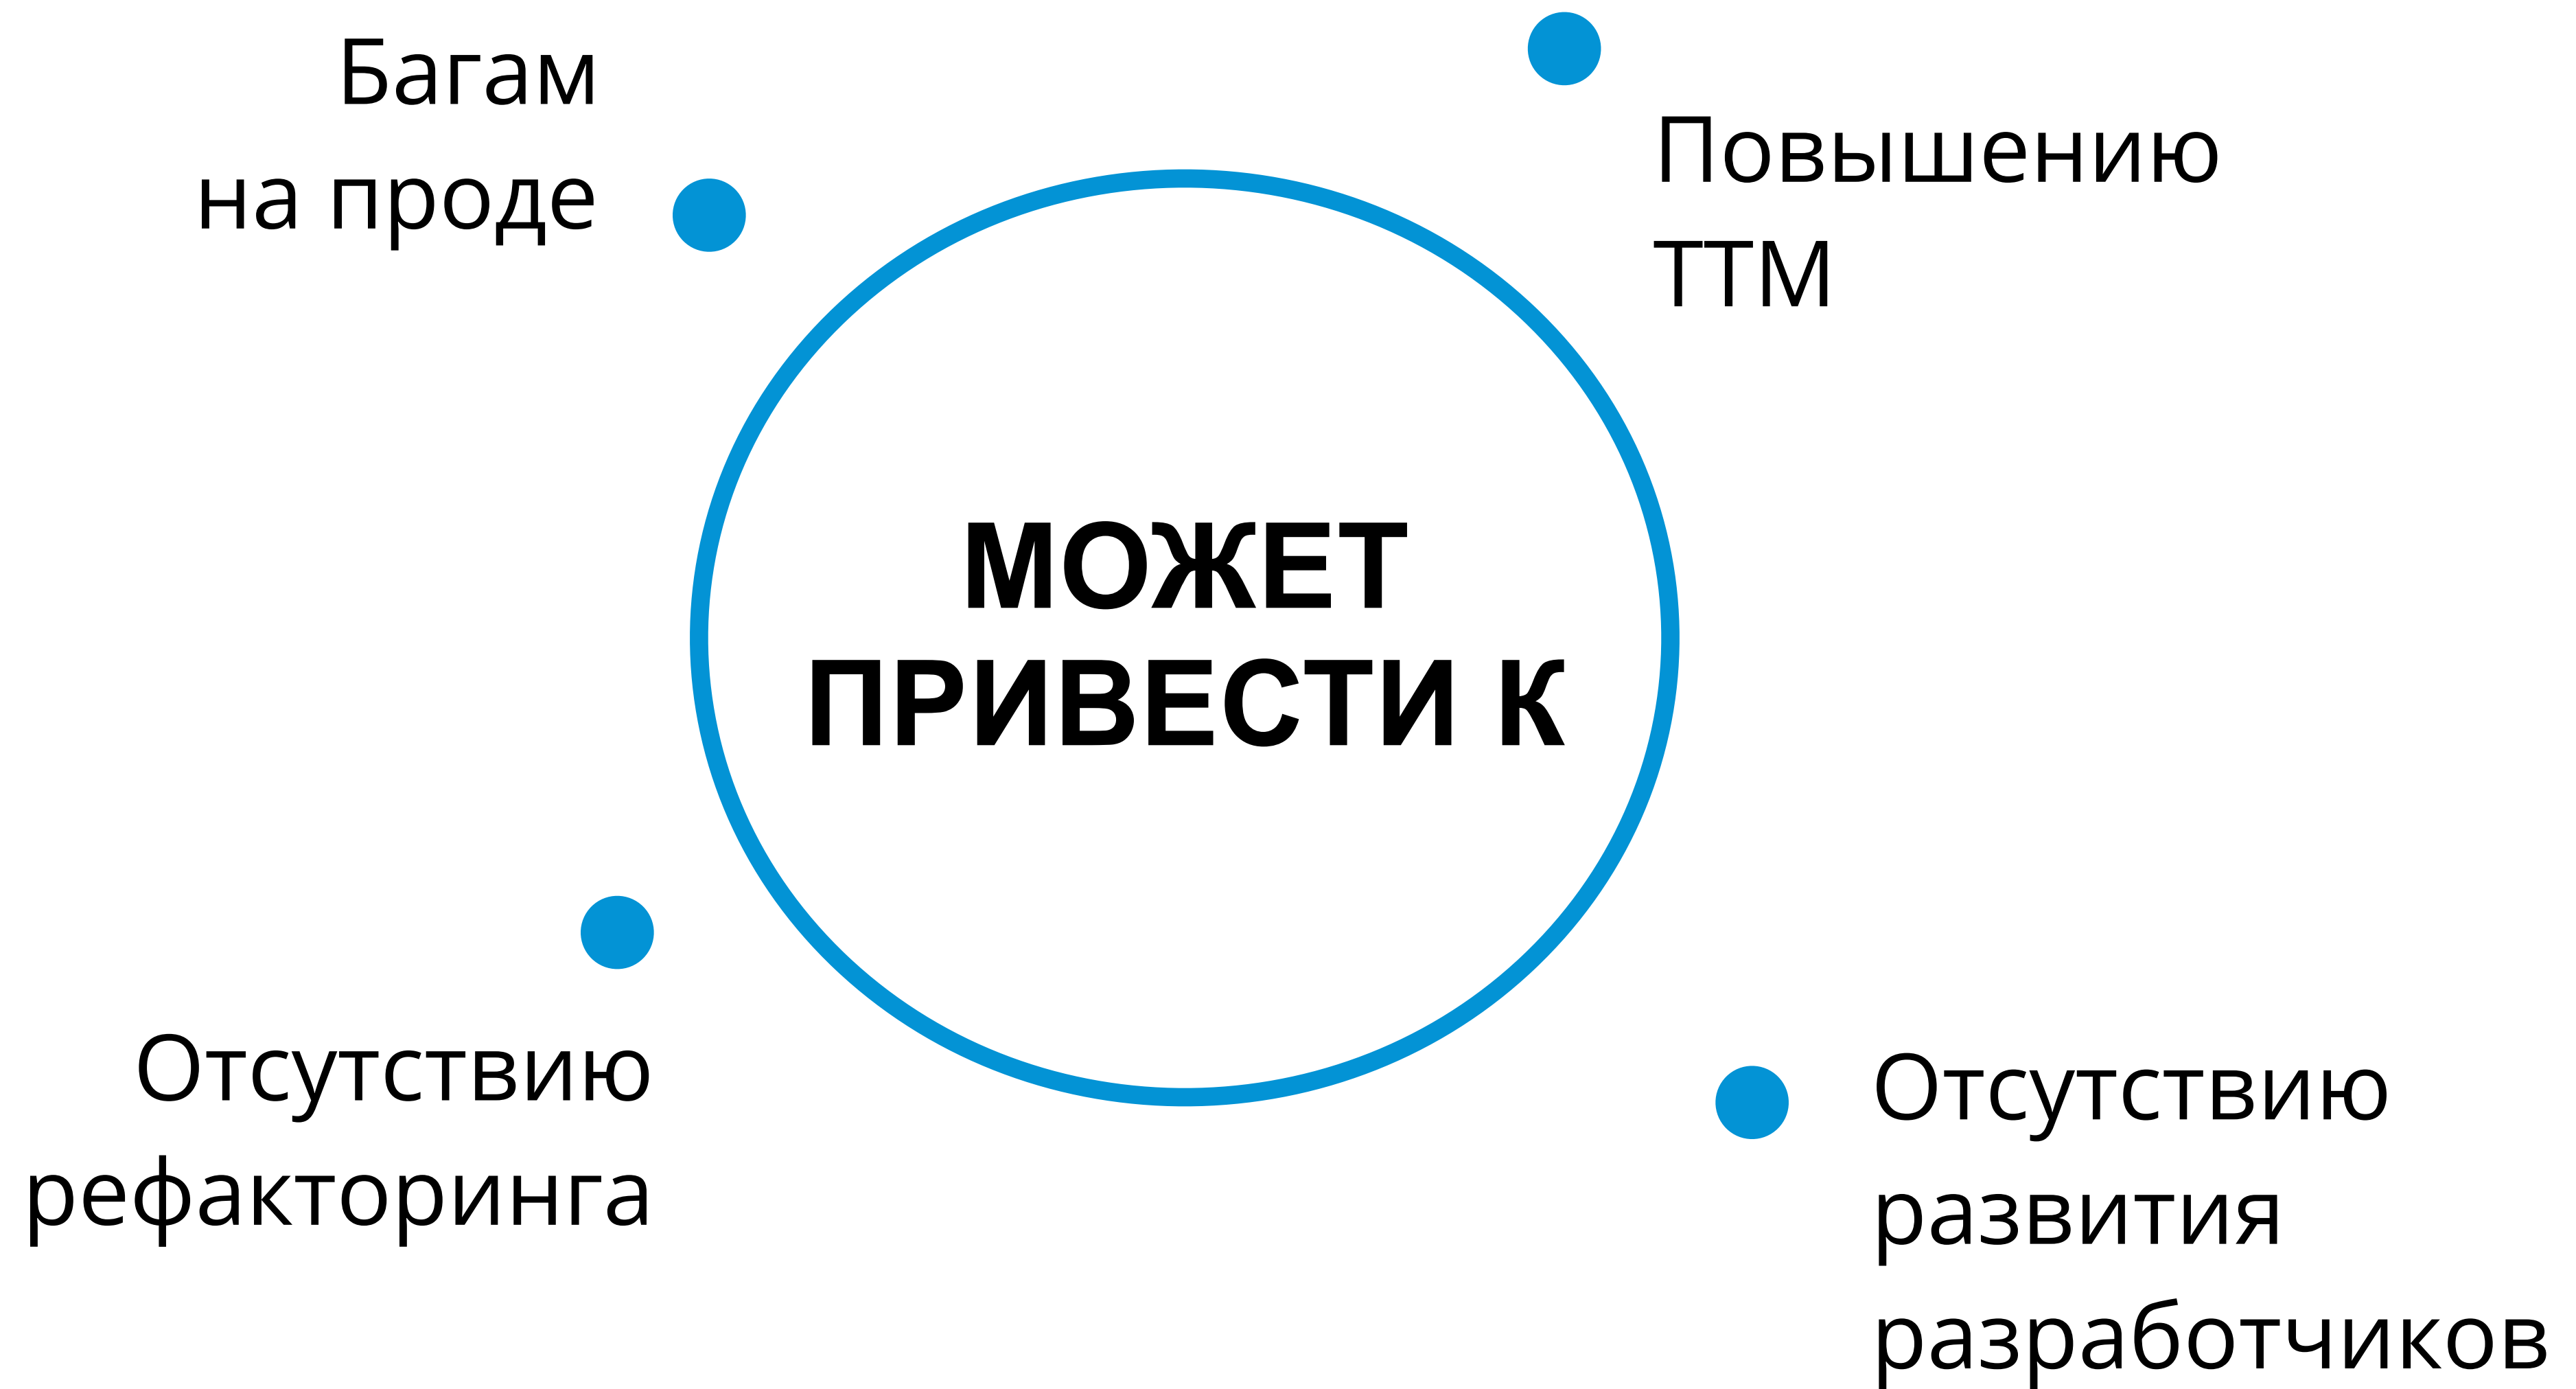 Багам
на проде
Повышению
ТТМ
МОЖЕТ
ПРИВЕСТИ К
Отсутствию
рефакторинга
Отсутствию
развития
разработчиков